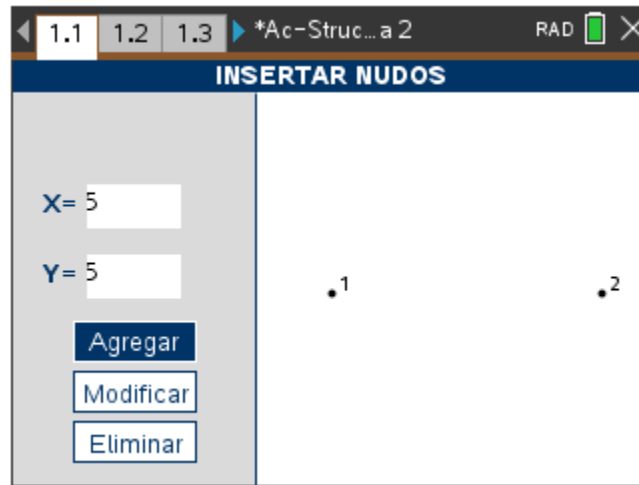 1.1 1.2 1.3 *Ac-Struc...a 2 RAD
INSERTAR NUDOS
X= 5
Y= 5
1 2
Agregar
Modificar
Eliminar